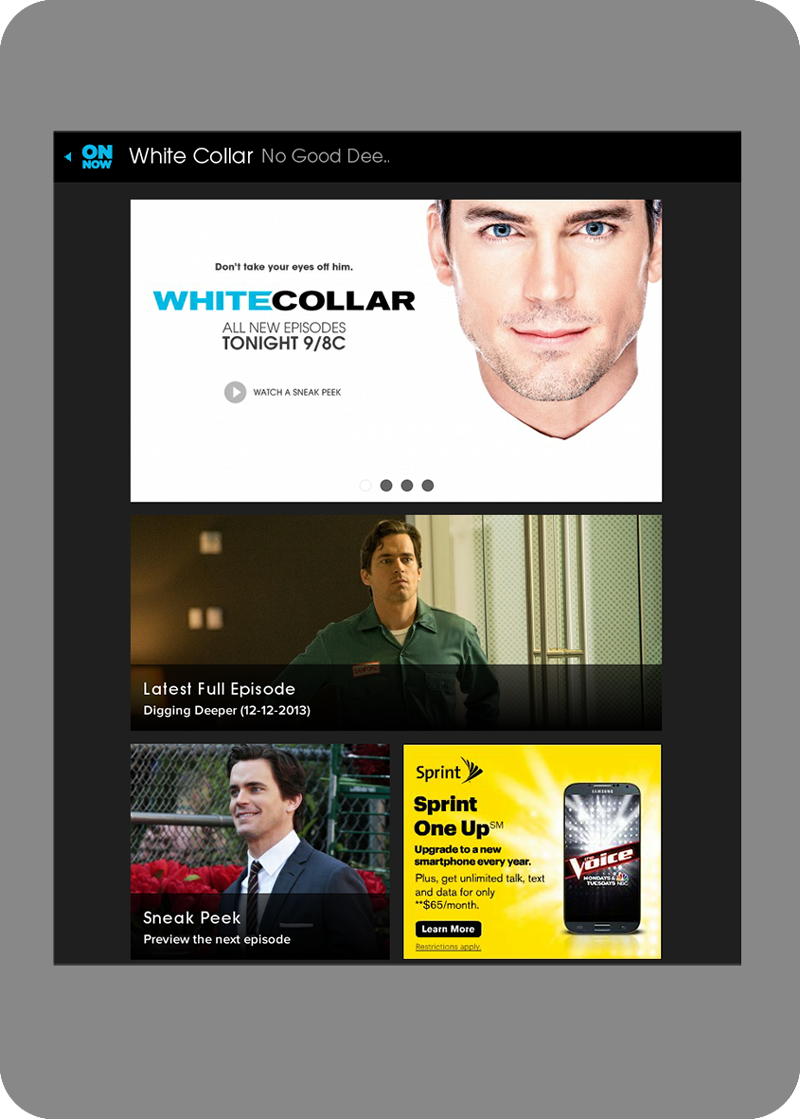 ON
NOW
White Collar No Good Dee..
Don't take your eyes off him.
WHITECOLLAR
ALL NEW EPISODES
TONIGHT 9/8C
WATCH A SNEAK PEEK
Latest Full Episode
Digging Deeper (12-12-2013)
Sneak Peek
Preview the next episode
Sprint
Sprint
One Up℠
Upgrade to a new
smartphone every year.
Plus, get unlimited talk, text
and data for only
**$65/month.
Learn More
Restrictions apply.
SAMSUNG
the
Voice
MONDAYS &
TUESDAYS NBC